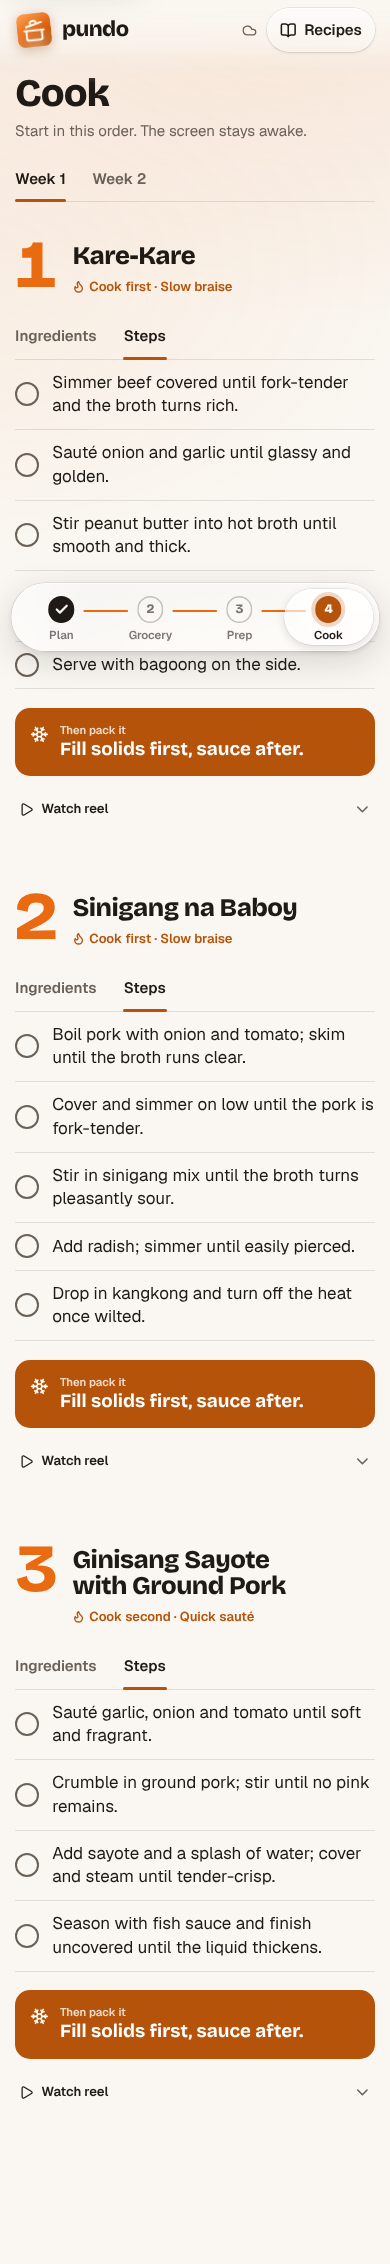 pundo
Recipes
Cook
Start in this order. The screen stays awake.
Week 1
Week 2
1
Kare-Kare
Cook first · Slow braise
Ingredients
Steps
Simmer beef covered until fork-tender
and the broth turns rich.
Sauté onion and garlic until glassy and
golden.
Stir peanut butter into hot broth until
smooth and thick.
2
3
4
Plan
Grocery
Prep
Cook
Serve with bagoong on the side.
Then pack it
Fill solids first, sauce after.
Watch reel
2
Sinigang na Baboy
Cook first · Slow braise
Ingredients
Steps
Boil pork with onion and tomato; skim
until the broth runs clear.
Cover and simmer on low until the pork is
fork-tender.
Stir in sinigang mix until the broth turns
pleasantly sour.
Add radish; simmer until easily pierced.
Drop in kangkong and turn off the heat
once wilted.
Then pack it
Fill solids first, sauce after.
Watch reel
3
Ginisang Sayote
with Ground Pork
Cook second · Quick sauté
Ingredients
Steps
Sauté garlic, onion and tomato until soft
and fragrant.
Crumble in ground pork; stir until no pink
remains.
Add sayote and a splash of water; cover
and steam until tender-crisp.
Season with fish sauce and finish
uncovered until the liquid thickens.
Then pack it
Fill solids first, sauce after.
Watch reel